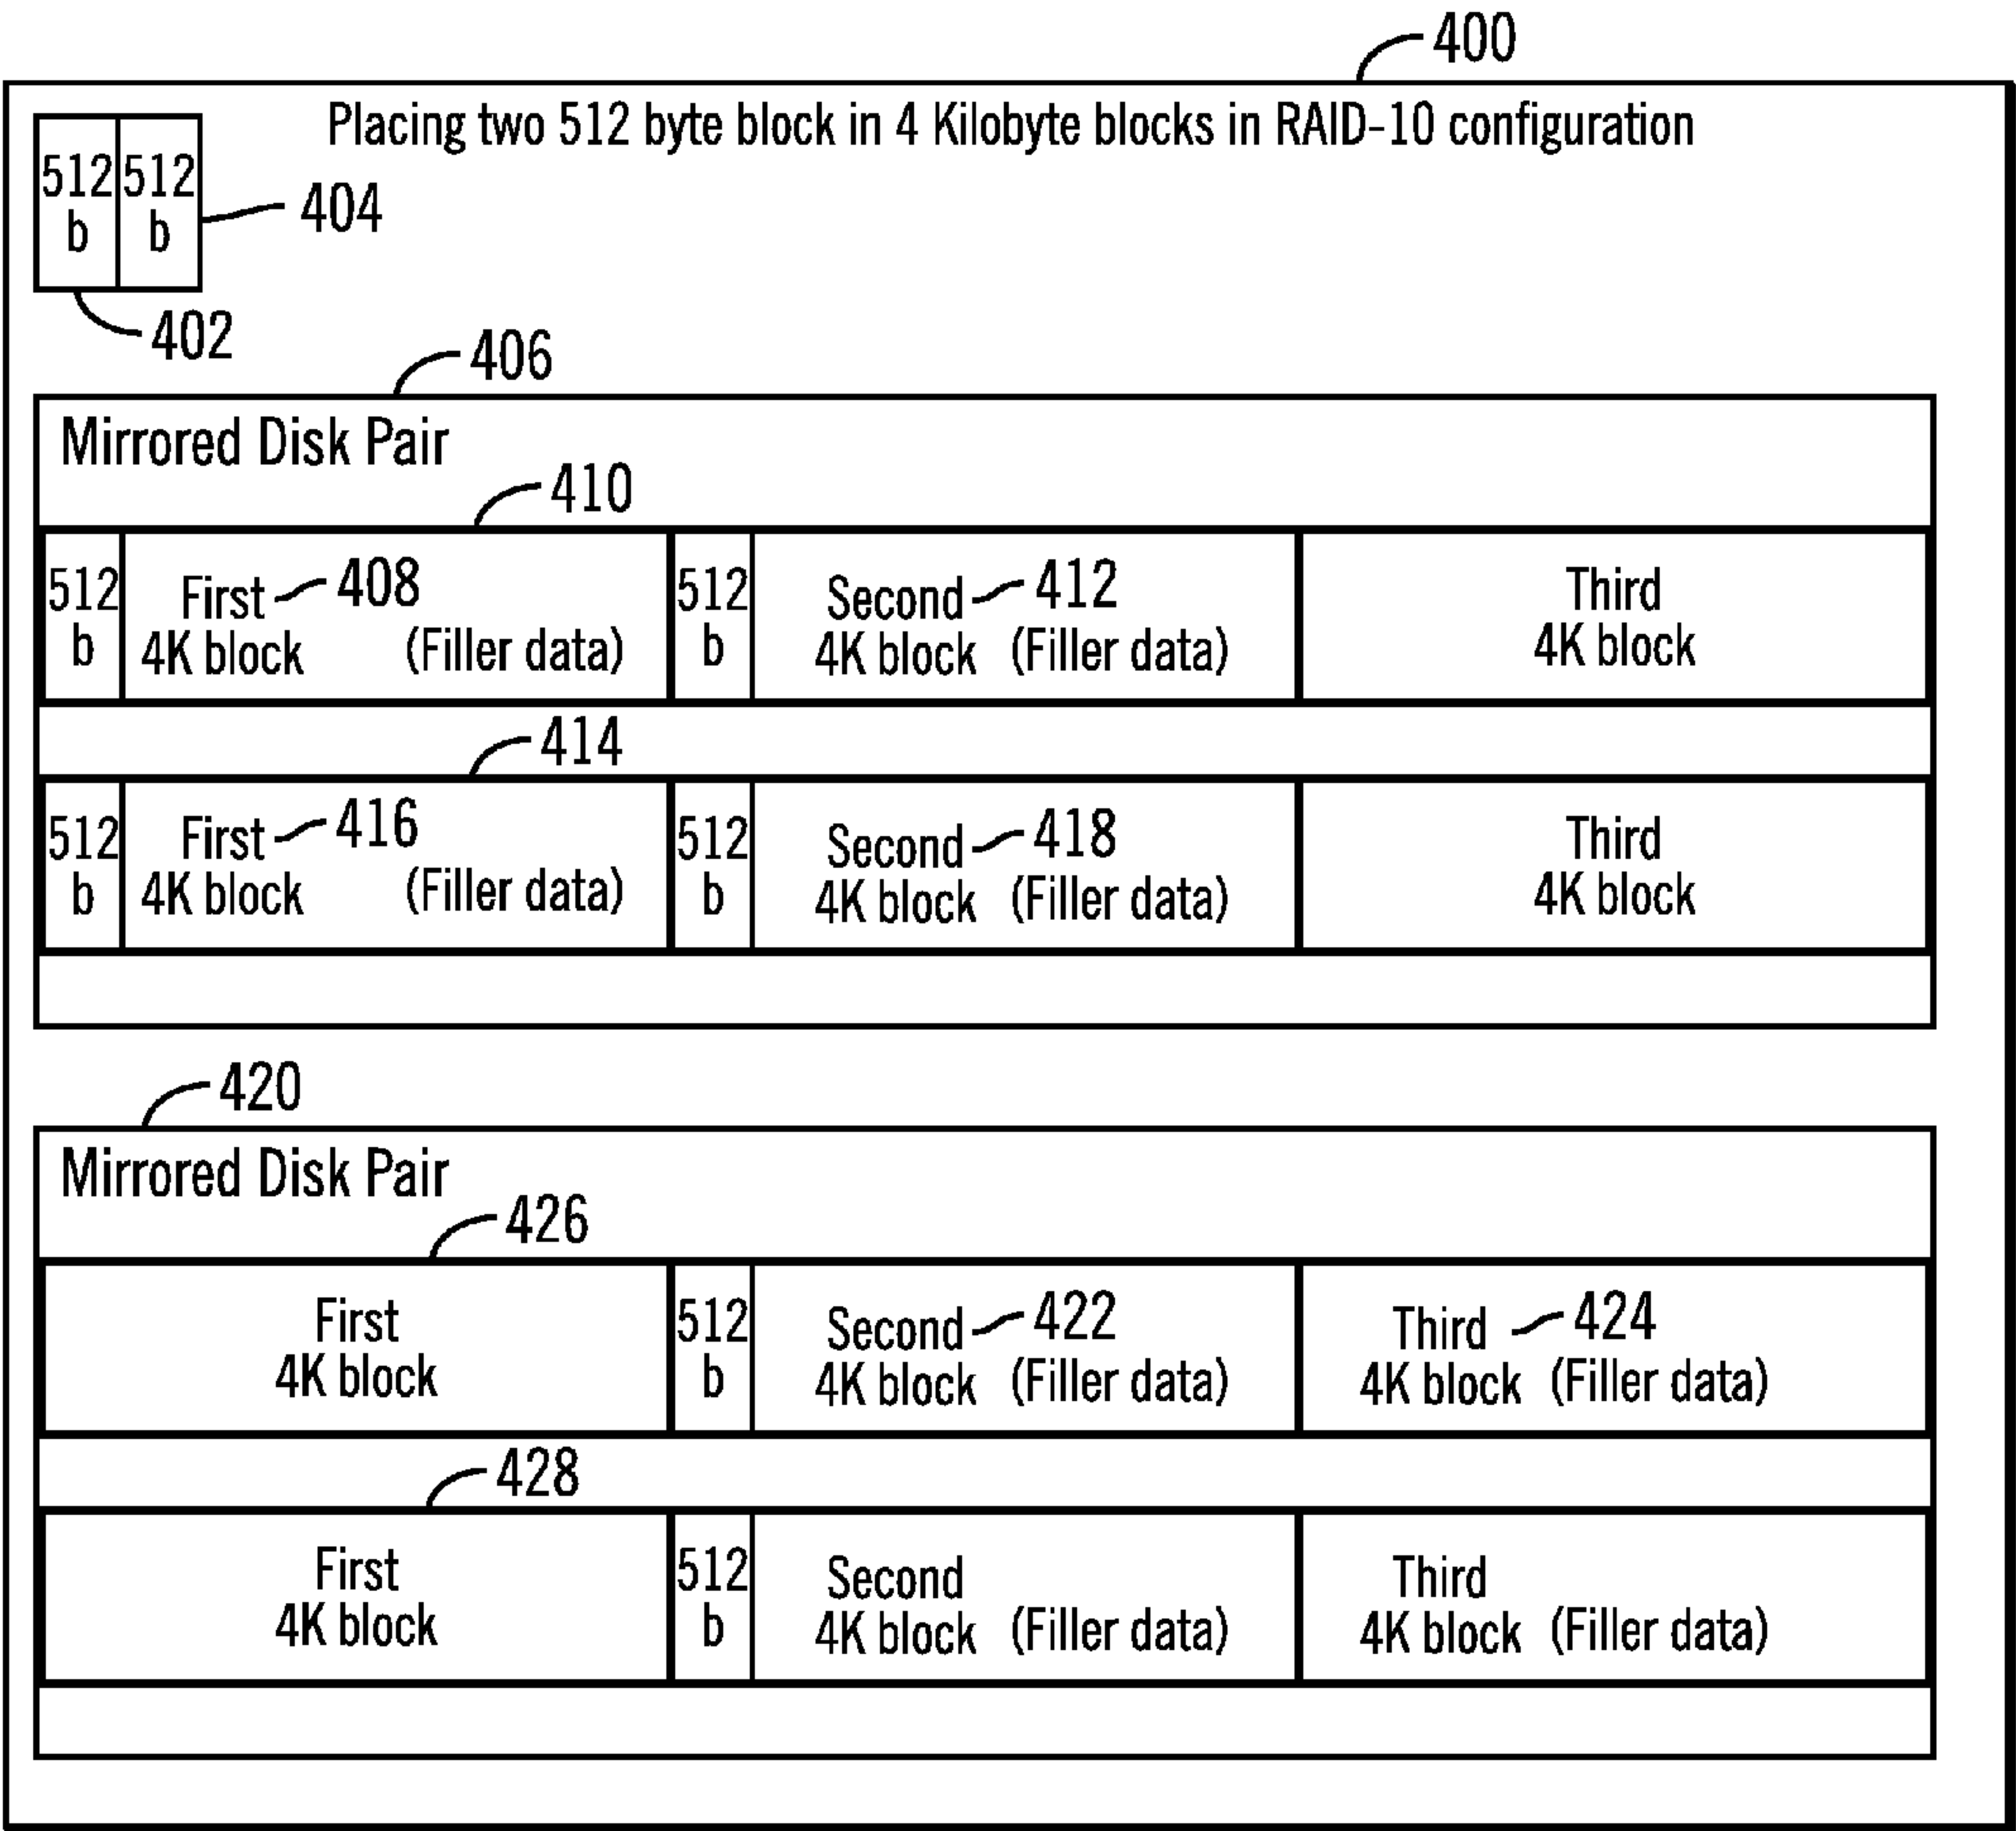 400
Placing two 512 byte block in 4 Kilobyte blocks in RAID-10 configuration
512 512
b b
404
402
406
Mirrored Disk Pair
410
512 First 408 512 Second 412 Third
b 4K block (Filler data) b 4K block (Filler data) 4K block
414
512 First 416 512 Second 418 Third
b 4K block (Filler data) b 4K block (Filler data) 4K block
420
Mirrored Disk Pair
426
First 512 Second 422 Third 424
4K block b 4K block (Filler data) 4K block (Filler data)
428
First 512 Second Third
4K block b 4K block (Filler data) 4K block (Filler data)